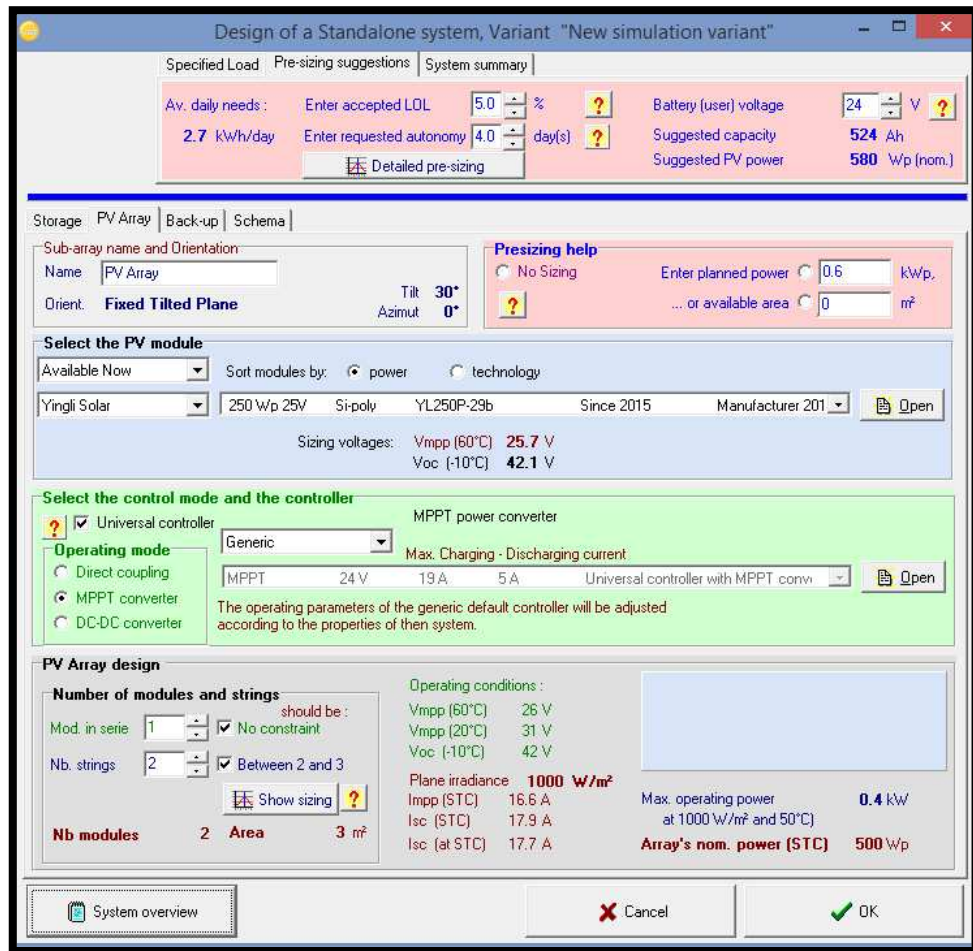 Design of a Standalone system, Variant "New simulation variant"
Specified Load Pre-sizing suggestions System summary
Av. daily needs : Enter accepted LOL 5.0 % ? Battery (user) voltage 24 V ?
2.7 kWh/day Enter requested autonomy 4.0 day(s) ? Suggested capacity 524 Ah
Detailed pre-sizing Suggested PV power 580 Wp (nom.)
Storage PV Array Back-up Schema
Sub-array name and Orientation
Name PV Array
Orient. Fixed Tilted Plane Tilt 30°
Azimut 0°
Presizing help
No Sizing Enter planned power 0.6 kWp,
? ... or available area 0 m²
Select the PV module
Available Now Sort modules by: power technology
Yingli Solar 250 Wp 25V Si-poly YL250P-29b Since 2015 Manufacturer 201 Open
Sizing voltages: Vmpp (60°C) 25.7 V
Voc (-10°C) 42.1 V
Select the control mode and the controller
? Universal controller MPPT power converter
Generic
Operating mode Max. Charging - Discharging current
Direct coupling MPPT 24 V 19 A 5 A Universal controller with MPPT conv Open
MPPT converter The operating parameters of the generic default controller will be adjusted
DC-DC converter according to the properties of then system.
PV Array design
Number of modules and strings
should be :
Mod. in serie 1 No constraint
Nb. strings 2 Between 2 and 3
Show sizing ?
Nb modules 2 Area 3 m²
Operating conditions :
Vmpp (60°C) 26 V
Vmpp (20°C) 31 V
Voc (-10°C) 42 V
Plane irradiance 1000 W/m²
Impp (STC) 16.6 A Max. operating power 0.4 kW
Isc (STC) 17.9 A at 1000 W/m² and 50°C)
Isc (at STC) 17.7 A Array's nom. power (STC) 500 Wp
System overview Cancel OK